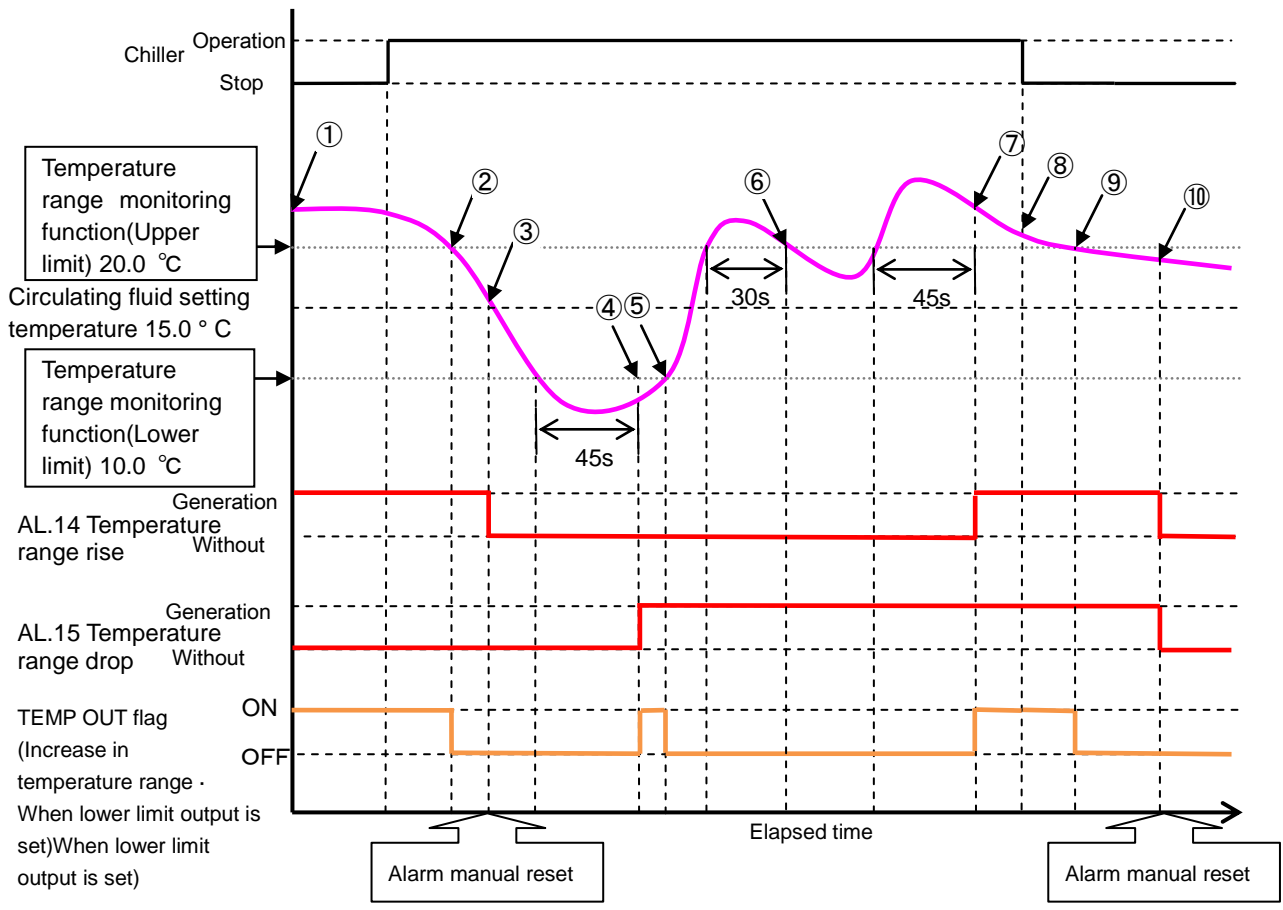 Operation
Chiller
Stop
①
②
③
④
⑤
⑥
⑦
⑧
⑨
⑩
Temperature
range monitoring
function(Upper
limit) 20.0 ℃
Circulating fluid setting
temperature 15.0 ° C
Temperature
range monitoring
function(Lower
limit) 10.0 ℃
30s
45s
45s
Generation
AL.14 Temperature
range rise
Without
Generation
AL.15 Temperature
range drop
Without
TEMP OUT flag
(Increase in
temperature range ·
When lower limit output is
set)When lower limit
output is set)
ON
OFF
Elapsed time
Alarm manual reset
Alarm manual reset